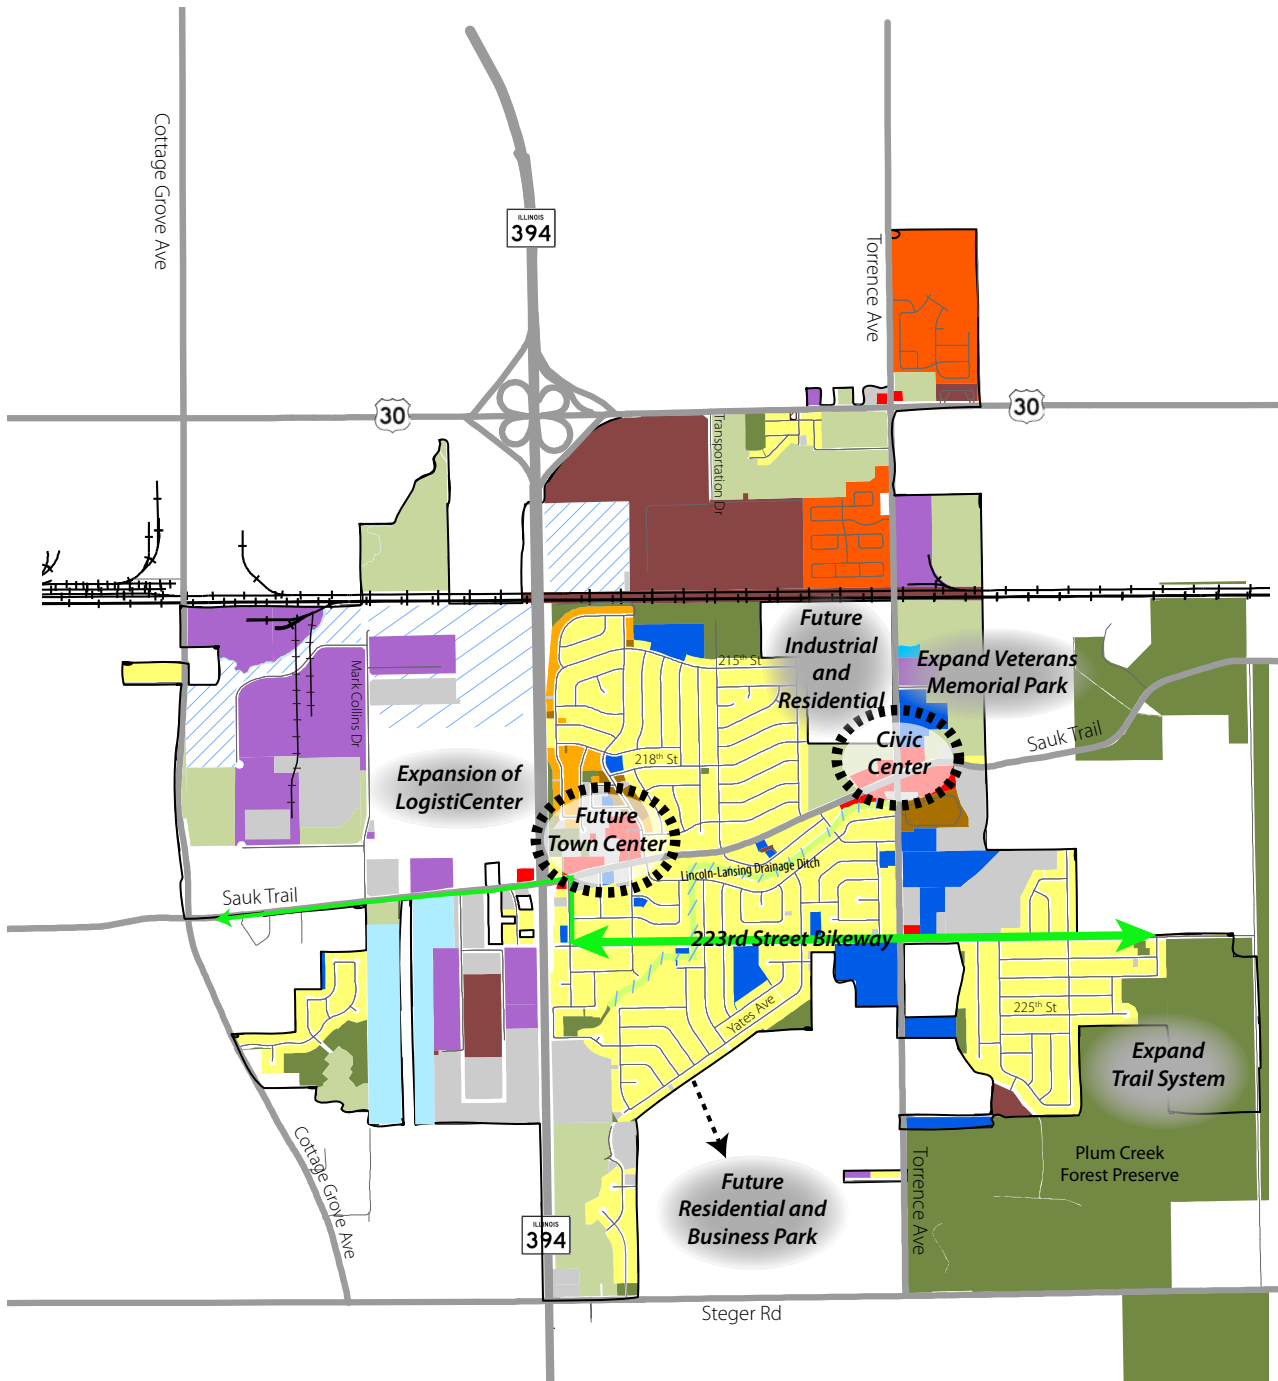 Cottage Grove Ave
ILLINOIS
394
Torrence Ave
30
30
Transportation Dr
Future
Industrial
and
Residential
215th St
Expand Veterans
Memorial Park
Mark Collins Dr
Sauk Trail
Civic
Center
218th St
Expansion of
LogistiCenter
Future
Town Center
Lincoln-Lansing Drainage Ditch
Sauk Trail
223rd Street Bikeway
Yates Ave
225th St
Expand
Trail System
Cottage Grove Ave
Plum Creek
Forest Preserve
Future
Residential and
Business Park
Torrence Ave
ILLINOIS
394
Steger Rd